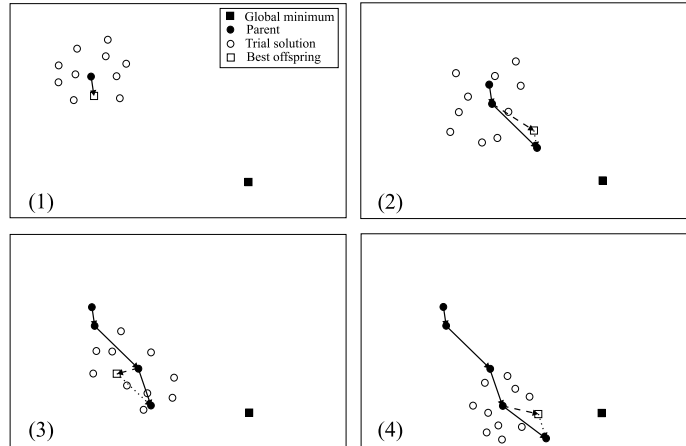 Global minimum
Parent
Trial solution
Best offspring
(1)
(2)
(3)
(4)